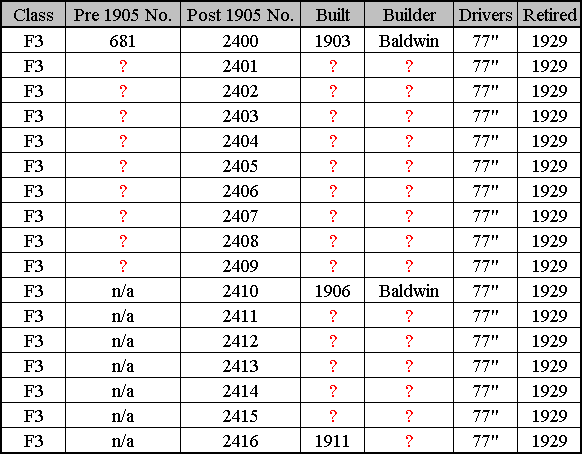 Class Pre 1905 No. Post 1905 No. Built Builder Drivers Retired
F3 681 2400 1903 Baldwin 77" 1929
F3 ? 2401 ? ? 77" 1929
F3 ? 2402 ? ? 77" 1929
F3 ? 2403 ? ? 77" 1929
F3 ? 2404 ? ? 77" 1929
F3 ? 2405 ? ? 77" 1929
F3 ? 2406 ? ? 77" 1929
F3 ? 2407 ? ? 77" 1929
F3 ? 2408 ? ? 77" 1929
F3 ? 2409 ? ? 77" 1929
F3 n/a 2410 1906 Baldwin 77" 1929
F3 n/a 2411 ? ? 77" 1929
F3 n/a 2412 ? ? 77" 1929
F3 n/a 2413 ? ? 77" 1929
F3 n/a 2414 ? ? 77" 1929
F3 n/a 2415 ? ? 77" 1929
F3 n/a 2416 1911 ? 77" 1929